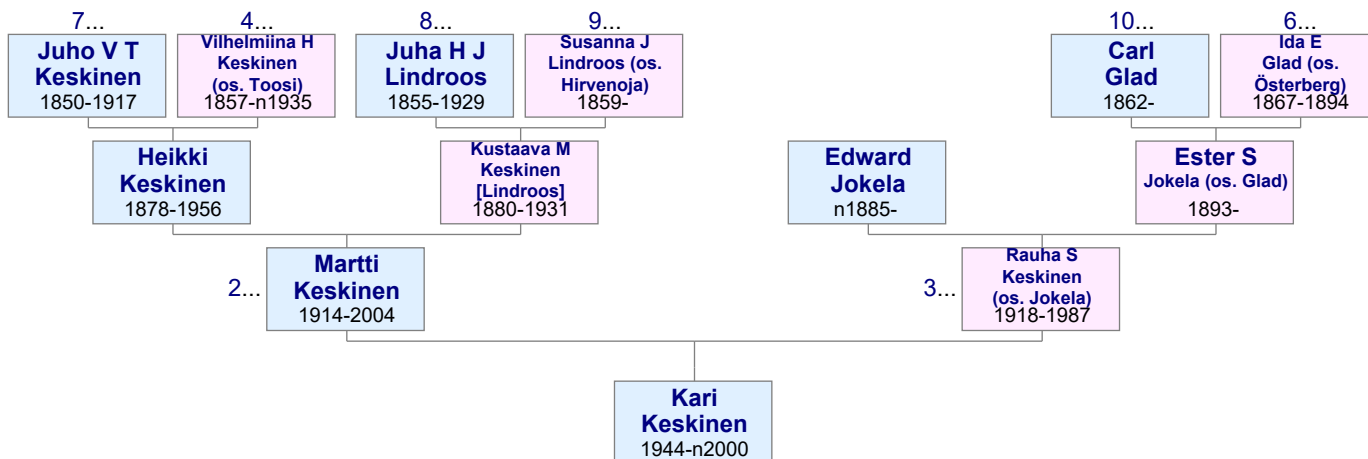 7...
4...
8...
9...
10...
6...
Juho V T
Keskinen
1850-1917
Vilhelmiina H
Keskinen
(os. Toosi)
1857-n1935
Juha H J
Lindroos
1855-1929
Susanna J
Lindroos (os.
Hirvenoja)
1859-
Carl
Glad
1862-
Ida E
Glad (os.
Österberg)
1867-1894
Heikki
Keskinen
1878-1956
Kustaava M
Keskinen
[Lindroos]
1880-1931
Edward
Jokela
n1885-
Ester S
Jokela (os. Glad)
1893-
2...
Martti
Keskinen
1914-2004
3...
Rauha S
Keskinen
(os. Jokela)
1918-1987
Kari
Keskinen
1944-n2000